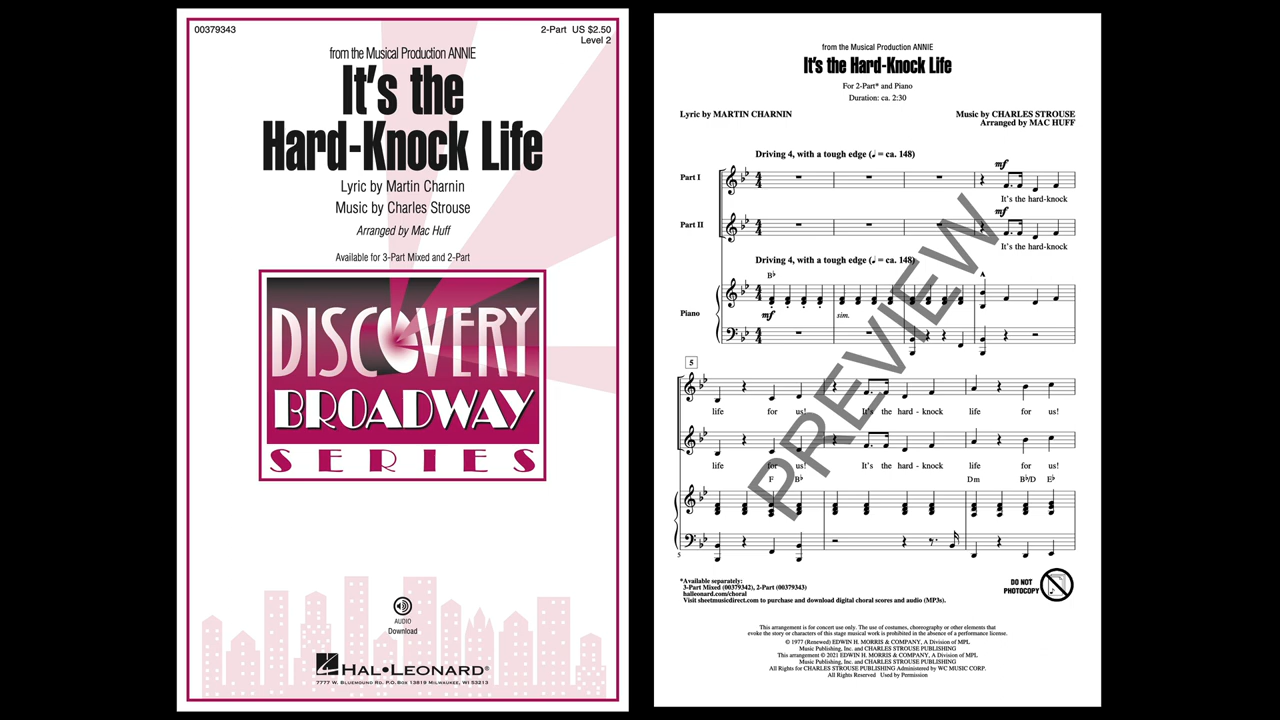 00379343
2-Part US $2.50
Level 2
from the Musical Production ANNIE
It's the
Hard-Knock Life
Lyric by Martin Charnin
Music by Charles Strouse
Arranged by Mac Huff
Available for 3-Part Mixed and 2-Part
DISCOVERY
BROADWAY
SERIES
AUDIO
Download
HAL•LEONARD®
7777 W. BLUEMOUND RD. P.O. BOX 13819 MILWAUKEE, WI 53213
from the Musical Production ANNIE
It's the Hard-Knock Life
For 2-Part* and Piano
Duration: ca. 2:30
Lyric by MARTIN CHARNIN
Music by CHARLES STROUSE
Arranged by MAC HUFF
Driving 4, with a tough edge (♩ = ca. 148)
mf
Part I
It's the hard-knock
mf
Part II
It's the hard-knock
Driving 4, with a tough edge (♩ = ca. 148)
B♭
Piano
mf
sim.
5
life for us! It's the hard - knock life for us!
life for us! It's the hard - knock life for us!
F B♭ Dm B♭/D E♭
5
PREVIEW
*Available separately:
3-Part Mixed (00379342), 2-Part (00379343)
halleonard.com/choral
Visit sheetmusicdirect.com to purchase and download digital choral scores and audio (MP3s).
DO NOT
PHOTOCOPY
This arrangement is for concert use only. The use of costumes, choreography or other elements that
evoke the story or characters of this stage musical work is prohibited in the absence of a performance license.
© 1977 (Renewed) EDWIN H. MORRIS & COMPANY, A Division of MPL
Music Publishing, Inc. and CHARLES STROUSE PUBLISHING
This arrangement © 2021 EDWIN H. MORRIS & COMPANY, A Division of MPL
Music Publishing, Inc. and CHARLES STROUSE PUBLISHING
All Rights for CHARLES STROUSE PUBLISHING Administered by WC MUSIC CORP.
All Rights Reserved Used by Permission